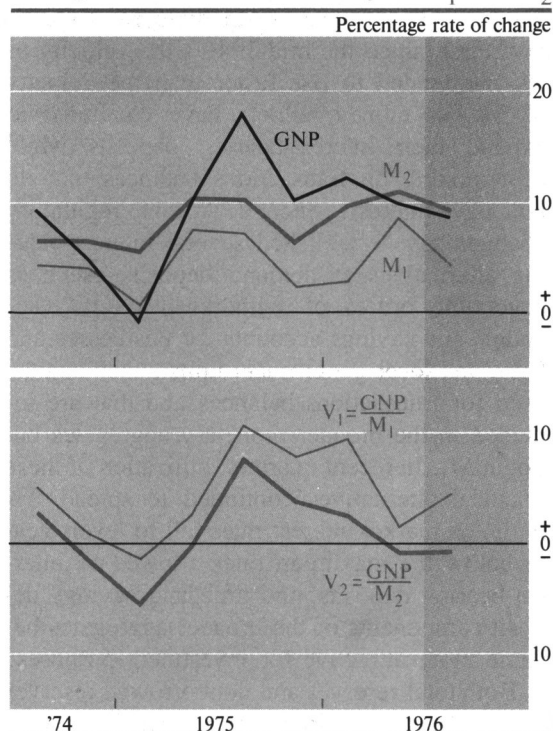 Percentage rate of change
20
GNP
M2
10
M1
+
0
−
V1 = GNP
M1
10
+
0
−
V2 = GNP
M2
10
'74 1975 1976